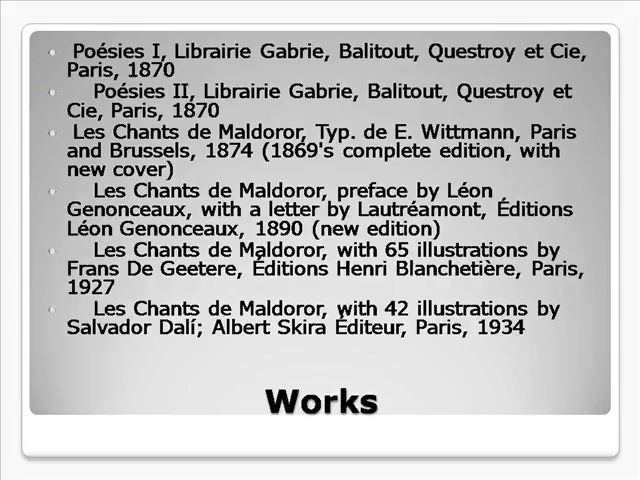 Poésies I, Librairie Gabrie, Balitout, Questroy et Cie,
Paris, 1870
Poésies II, Librairie Gabrie, Balitout, Questroy et
Cie, Paris, 1870
Les Chants de Maldoror, Typ. de E. Wittmann, Paris
and Brussels, 1874 (1869's complete edition, with
new cover)
Les Chants de Maldoror, preface by Léon
Genonceaux, with a letter by Lautréamont, Éditions
Léon Genonceaux, 1890 (new edition)
Les Chants de Maldoror, with 65 illustrations by
Frans De Geetere, Éditions Henri Blanchetière, Paris,
1927
Les Chants de Maldoror, with 42 illustrations by
Salvador Dalí; Albert Skira Éditeur, Paris, 1934
Works